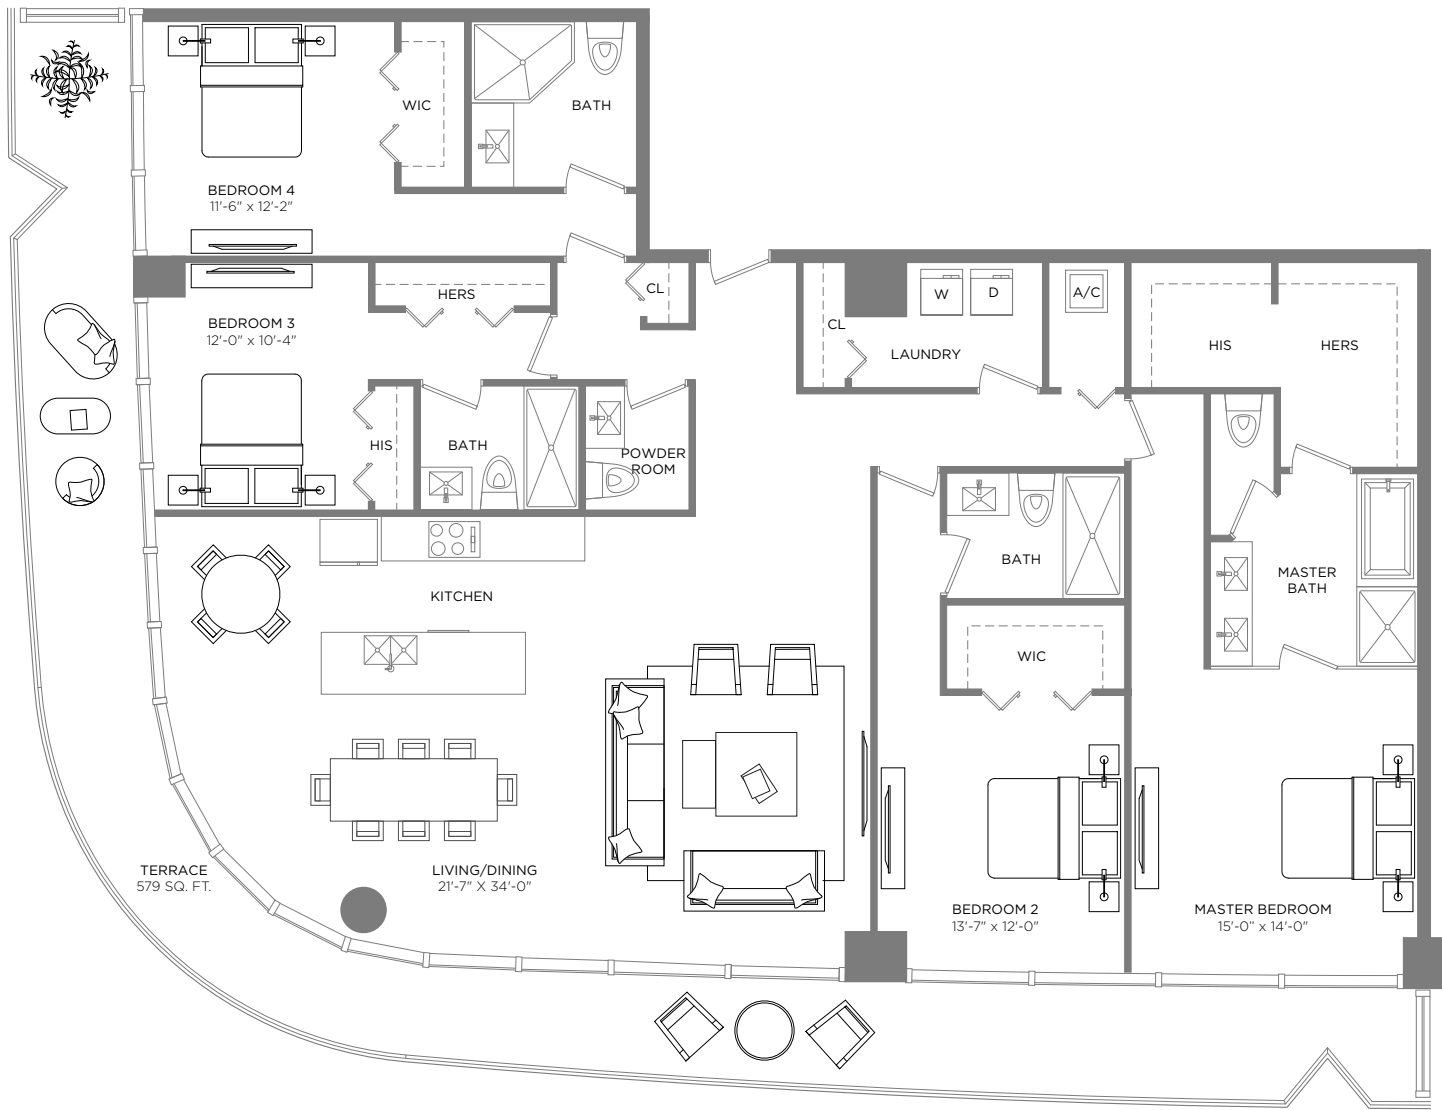 WIC
BATH
BEDROOM 4
11'-6" x 12'-2"
HERS
CL
W
D
A/C
BEDROOM 3
12'-0" x 10'-4"
CL
LAUNDRY
HIS
HERS
HIS
BATH
POWDER
ROOM
BATH
MASTER
BATH
KITCHEN
WIC
TERRACE
579 SQ. FT.
LIVING/DINING
21'-7" X 34'-0"
BEDROOM 2
13'-7" x 12'-0"
MASTER BEDROOM
15'-0" x 14'-0"